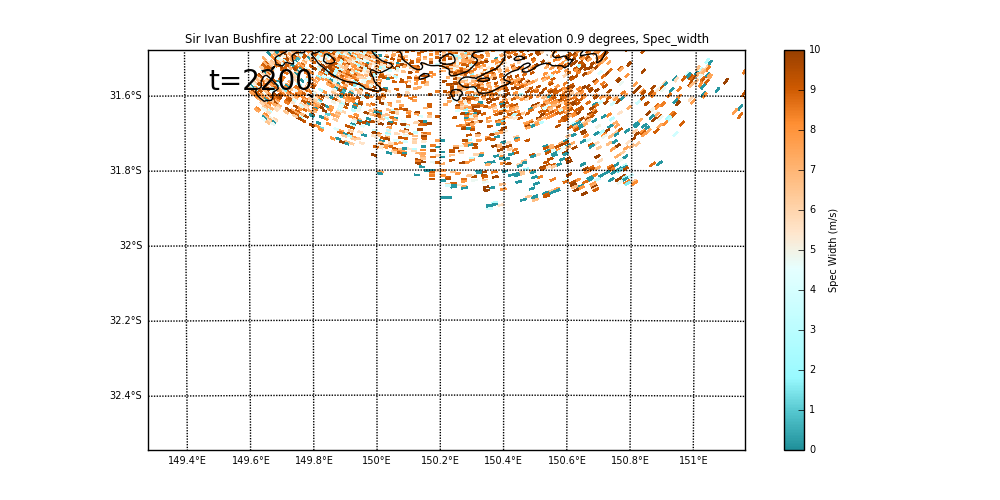 Sir Ivan Bushfire at 22:00 Local Time on 2017 02 12 at elevation 0.9 degrees, Spec_width
t=2200
31.6°S
31.8°S
32°S
32.2°S
32.4°S
149.4°E 149.6°E 149.8°E 150°E 150.2°E 150.4°E 150.6°E 150.8°E 151°E
10
9
8
7
6
5
4
3
2
1
0
Spec Width (m/s)